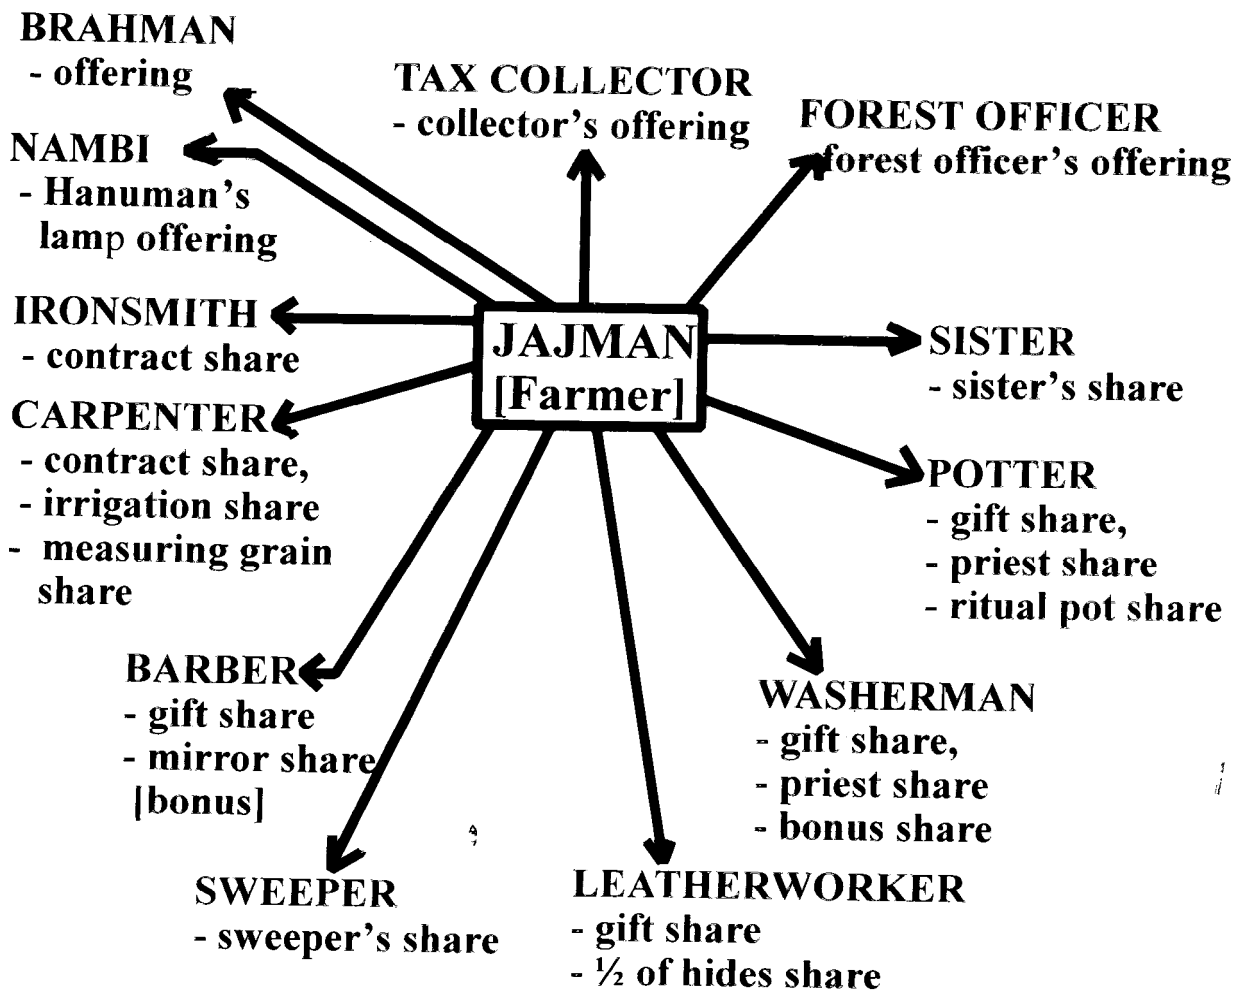 BRAHMAN
- offering
TAX COLLECTOR
- collector's offering
FOREST OFFICER
forest officer's offering
NAMBI
- Hanuman's
lamp offering
IRONSMITH
- contract share
JAJMAN
[Farmer]
SISTER
- sister's share
CARPENTER
- contract share,
- irrigation share
- measuring grain
share
POTTER
- gift share,
- priest share
- ritual pot share
BARBER
- gift share
- mirror share
[bonus]
WASHERMAN
- gift share,
- priest share
- bonus share
SWEEPER
- sweeper's share
LEATHERWORKER
- gift share
- ½ of hides share